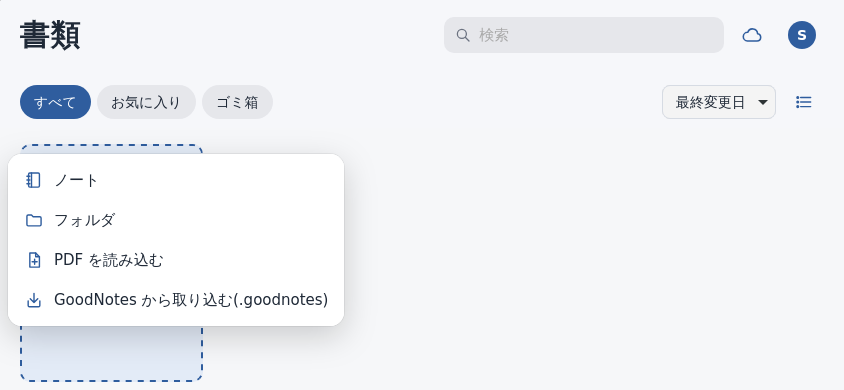 書類
検索
S
すべて
お気に入り
ゴミ箱
最終変更日
ノート
フォルダ
PDF を読み込む
GoodNotes から取り込む(.goodnotes)